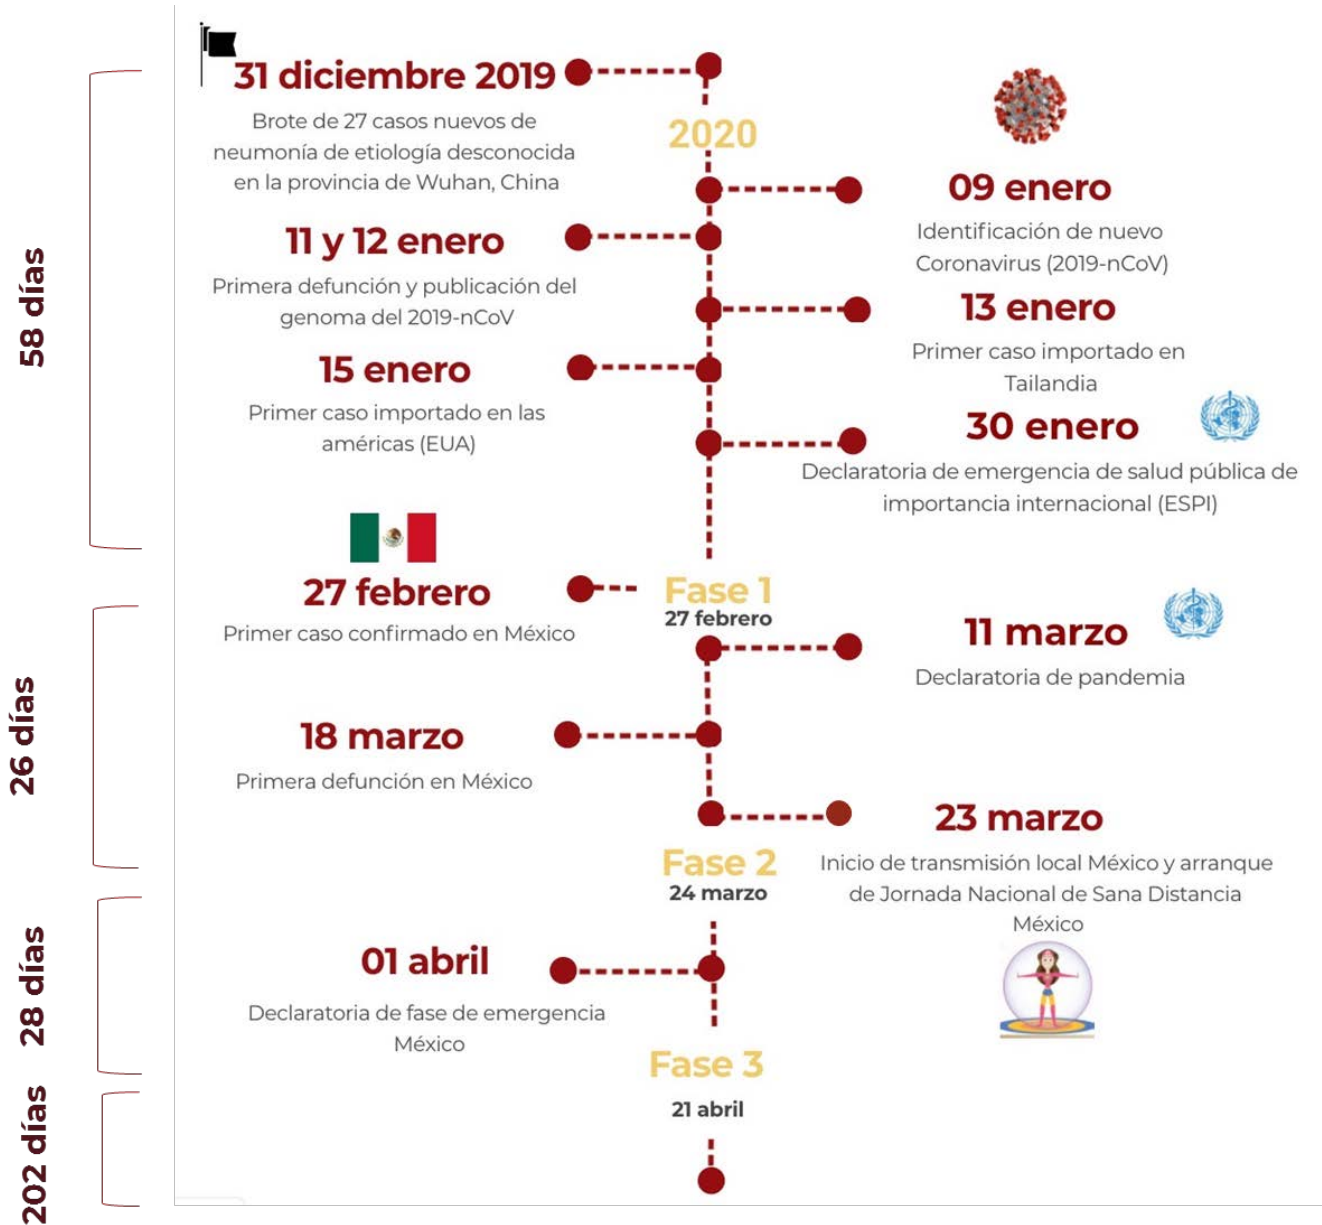 58 días
31 diciembre 2019
Brote de 27 casos nuevos de
neumonía de etiología desconocida
en la provincia de Wuhan, China
2020
09 enero
Identificación de nuevo
Coronavirus (2019-nCoV)
11 y 12 enero
Primera defunción y publicación del
genoma del 2019-nCoV
13 enero
Primer caso importado en
Tailandia
15 enero
Primer caso importado en las
américas (EUA)
30 enero
Declaratoria de emergencia de salud pública de
importancia internacional (ESPI)
26 días
27 febrero
Primer caso confirmado en México
Fase 1
27 febrero
11 marzo
Declaratoria de pandemia
18 marzo
Primera defunción en México
23 marzo
Inicio de transmisión local México y arranque
de Jornada Nacional de Sana Distancia
México
Fase 2
24 marzo
28 días
01 abril
Declaratoria de fase de emergencia
México
Fase 3
21 abril
202 días